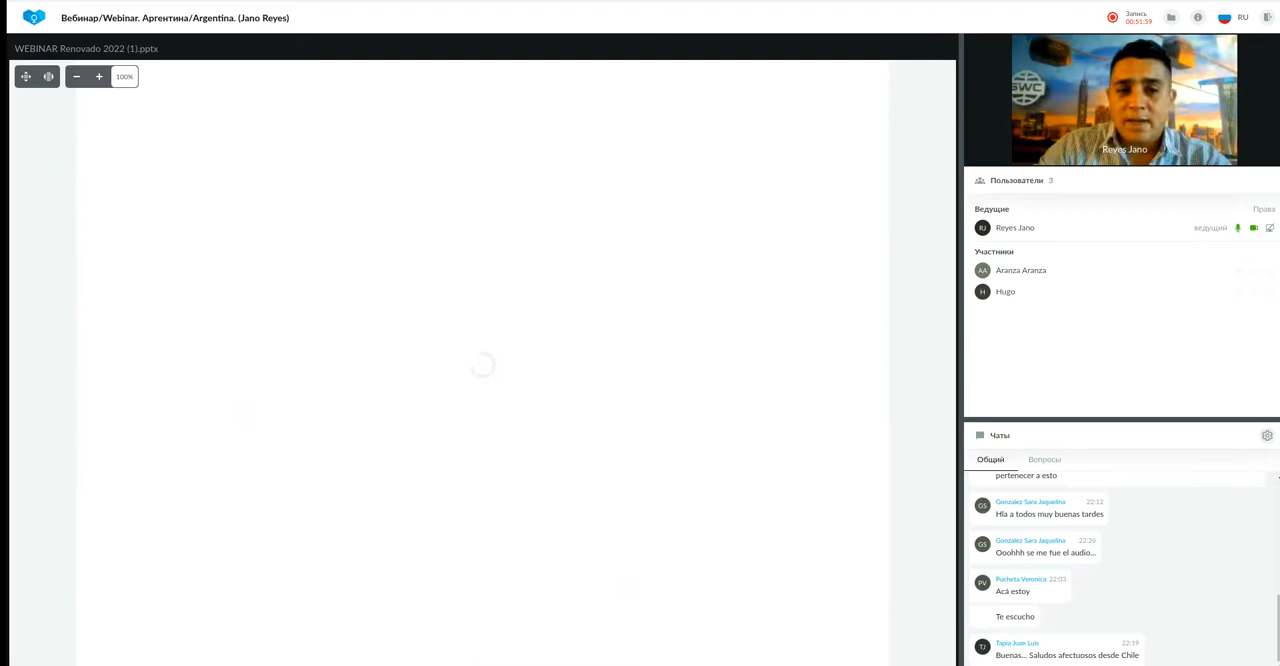 Вебинар/Webinar. Аргентина/Argentina. (Jano Reyes)
Запись
00:51:59
RU
WEBINAR Renovado 2022 (1).pptx
100%
SWC
Reyes Jano
Пользователи 3
Ведущие Права
RJ Reyes Jano ведущий
Участники
AA Aranza Aranza
H Hugo
Чаты
Общий Вопросы
pertenecer a esto
GS Gonzalez Sara Jaquelina 22:12
Hla a todos muy buenas tardes
GS Gonzalez Sara Jaquelina 22:26
Ooohhh se me fue el audio...
PV Pucheta Veronica 22:03
Acá estoy
Te escucho
TJ Tapia Juan Luis 22:19
Buenas... Saludos afectuosos desde Chile